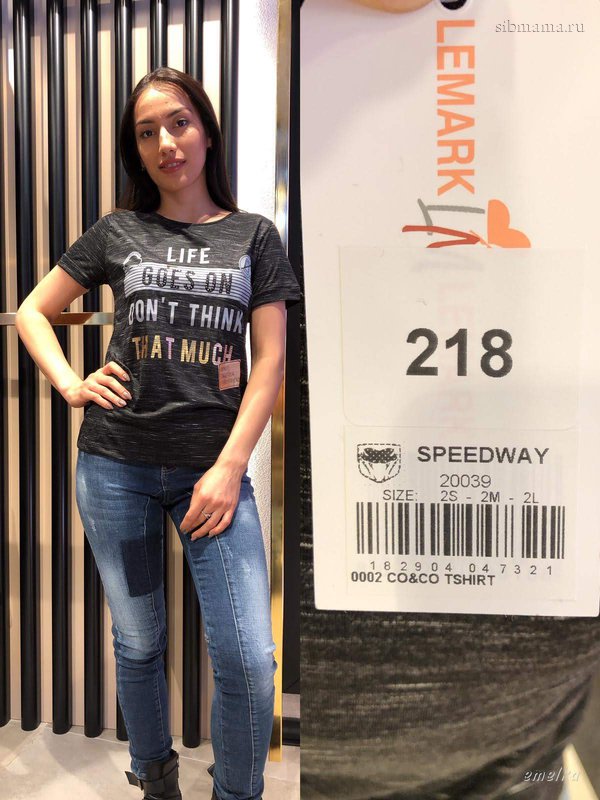 sibmama.ru
LIFE
GOES ON
DON'T THINK
THAT MUCH
LEMARK
218
SPEEDWAY
20039
SIZE: 2S - 2M - 2L
182904 047321
0002 CO&CO TSHIRT
emelka